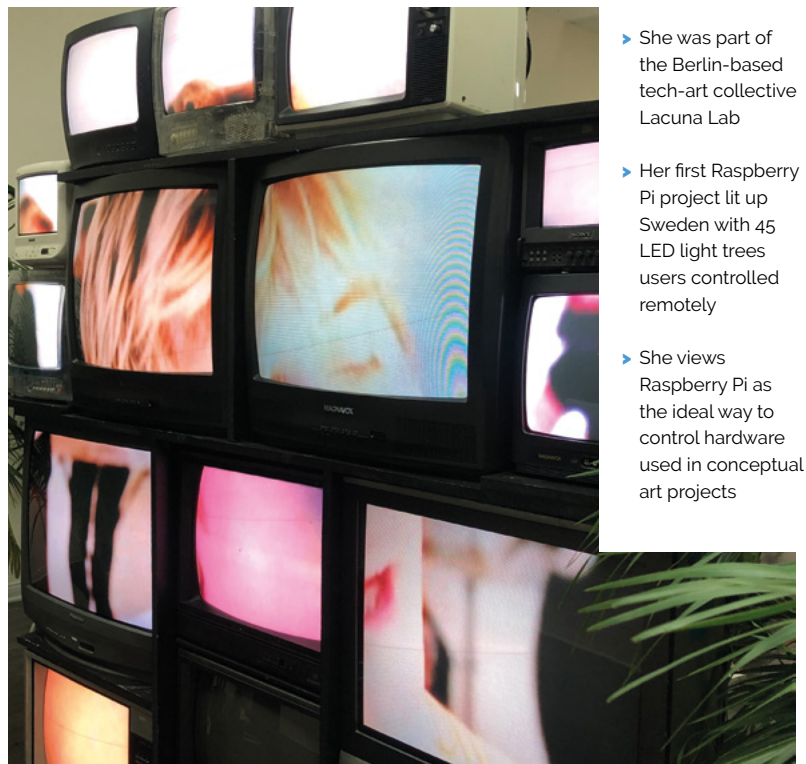 > She was part of
the Berlin-based
tech-art collective
Lacuna Lab
> Her first Raspberry
Pi project lit up
Sweden with 45
LED light trees
users controlled
remotely
> She views
Raspberry Pi as
the ideal way to
control hardware
used in conceptual
art projects
MAGNAVOX